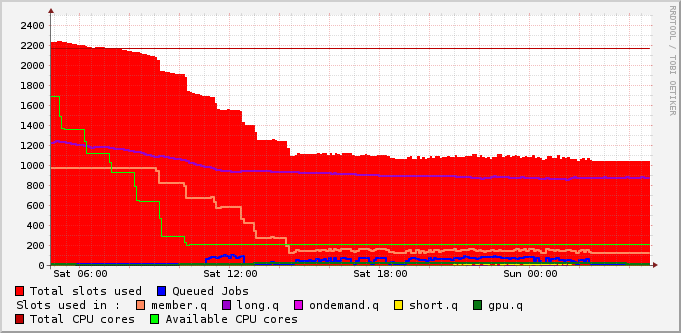 2400
2200
2000
1800
1600
1400
1200
1000
800
600
400
200
0
Sat 06:00 Sat 12:00 Sat 18:00 Sun 00:00
RRDTOOL / TOBI OETIKER
Total slots used Queued Jobs
Slots used in : member.q long.q ondemand.q short.q gpu.q
Total CPU cores Available CPU cores